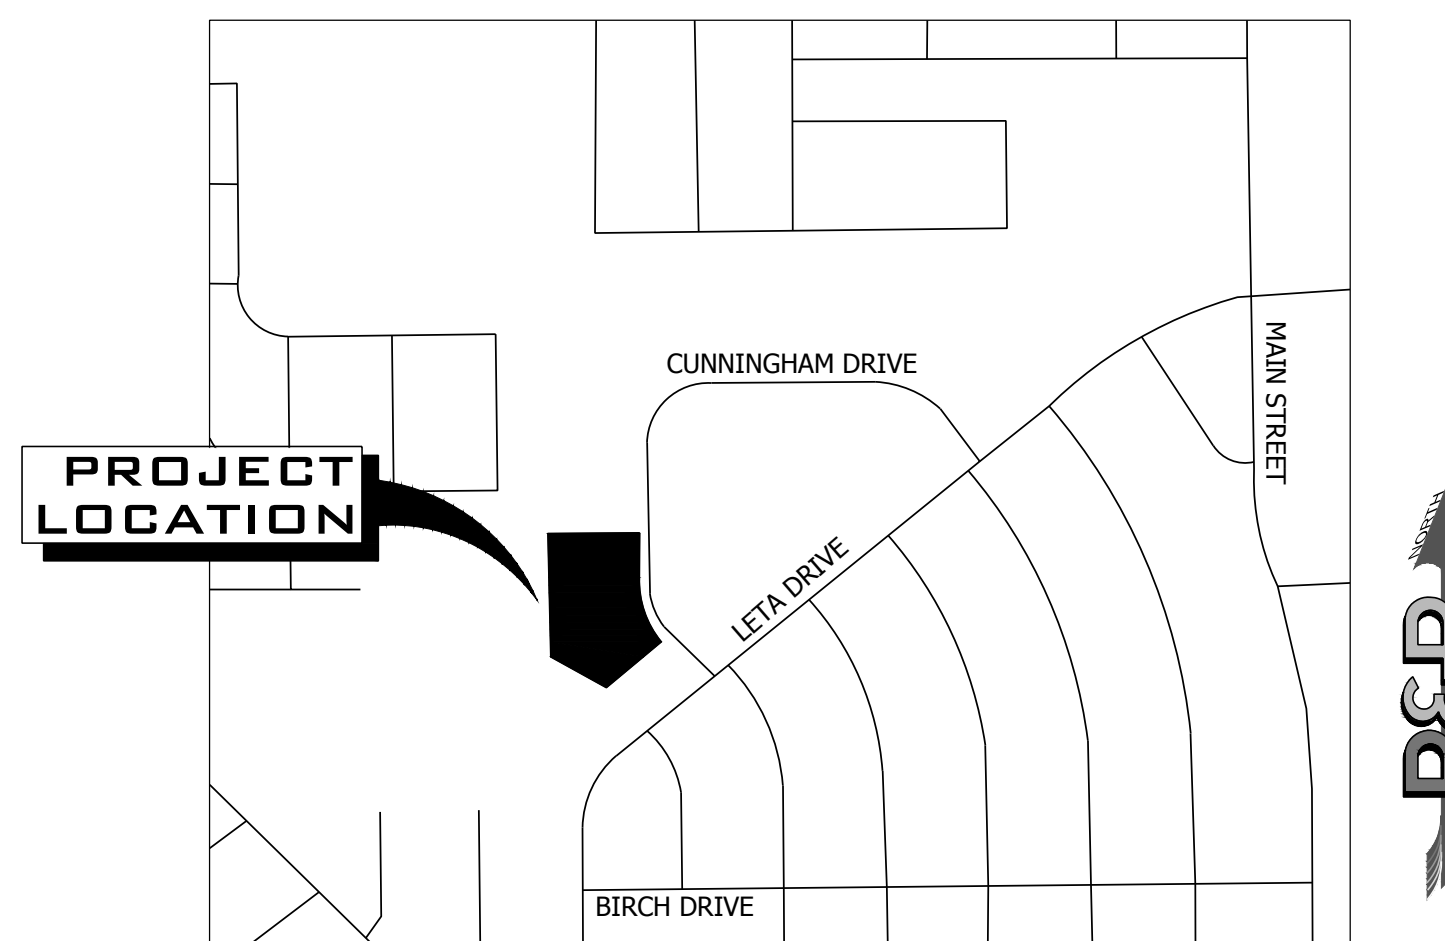 CUNNINGHAM DRIVE
MAIN STREET
PROJECT
LOCATION
LETA DRIVE
NORTH
BIRCH DRIVE